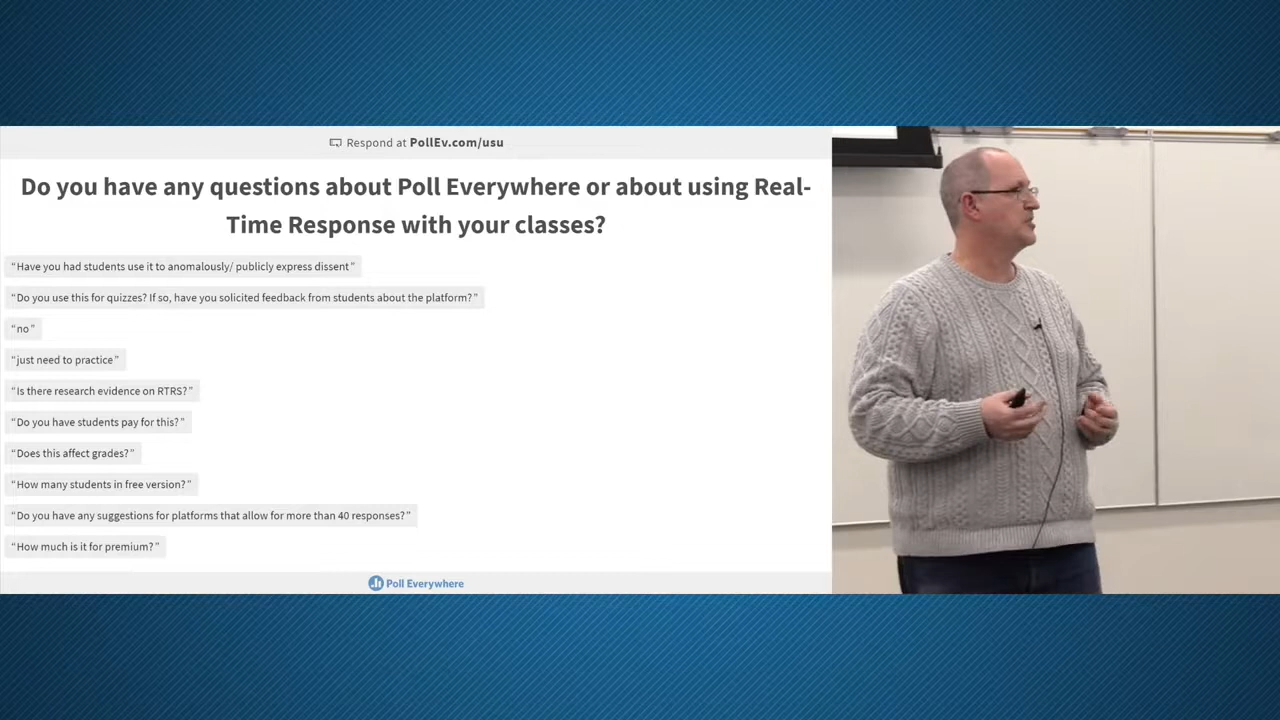 Respond at PollEv.com/usu
Do you have any questions about Poll Everywhere or about using Real-
Time Response with your classes?
“Have you had students use it to anomalously/ publicly express dissent”
“Do you use this for quizzes? If so, have you solicited feedback from students about the platform?”
“no”
“just need to practice”
“Is there research evidence on RTRS?”
“Do you have students pay for this?”
“Does this affect grades?”
“How many students in free version?”
“Do you have any suggestions for platforms that allow for more than 40 responses?”
“How much is it for premium?”
Poll Everywhere